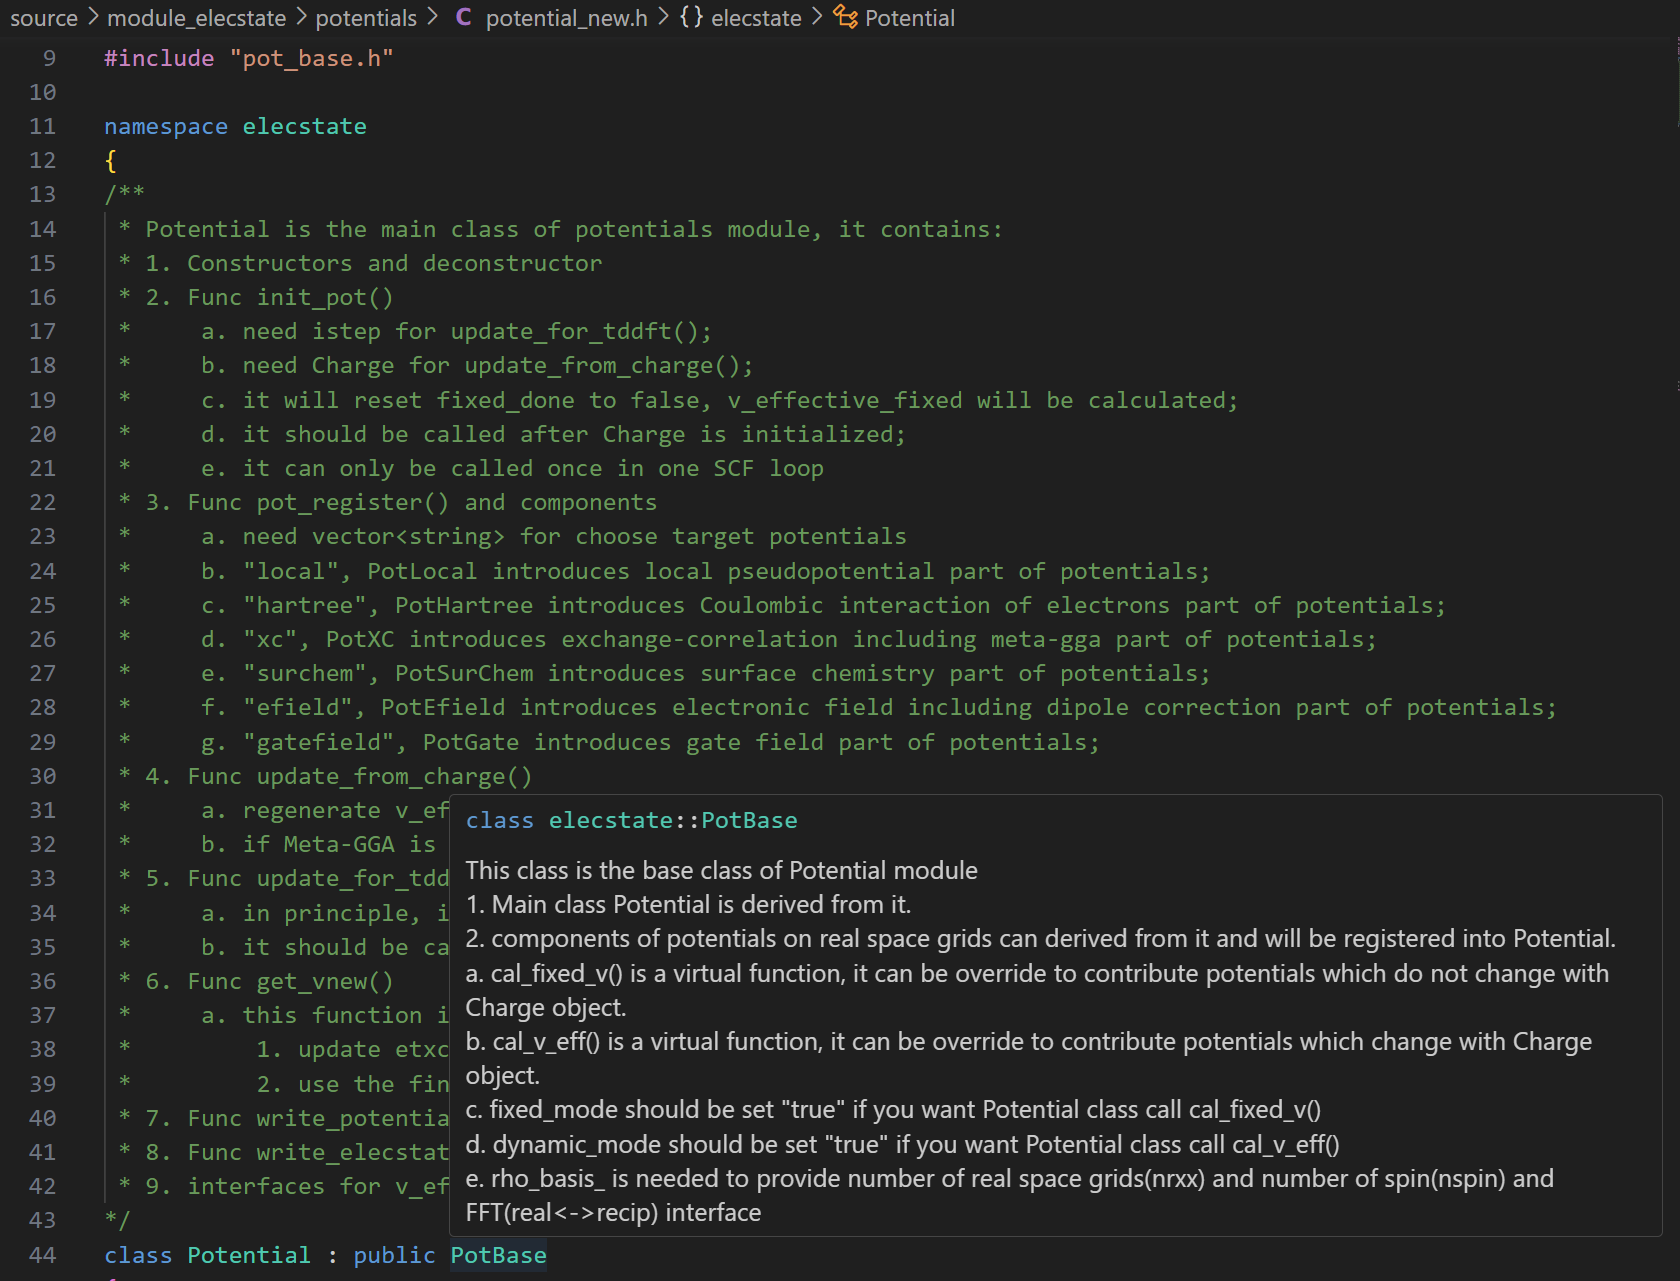 source > module_elecstate > potentials > C potential_new.h > {} elecstate > Potential
9 #include "pot_base.h"
10
11 namespace elecstate
12 {
13 /**
14 * Potential is the main class of potentials module, it contains:
15 * 1. Constructors and deconstructor
16 * 2. Func init_pot()
17 * a. need istep for update_for_tddft();
18 * b. need Charge for update_from_charge();
19 * c. it will reset fixed_done to false, v_effective_fixed will be calculated;
20 * d. it should be called after Charge is initialized;
21 * e. it can only be called once in one SCF loop
22 * 3. Func pot_register() and components
23 * a. need vector<string> for choose target potentials
24 * b. "local", PotLocal introduces local pseudopotential part of potentials;
25 * c. "hartree", PotHartree introduces Coulombic interaction of electrons part of potentials;
26 * d. "xc", PotXC introduces exchange-correlation including meta-gga part of potentials;
27 * e. "surchem", PotSurChem introduces surface chemistry part of potentials;
28 * f. "efield", PotEfield introduces electronic field including dipole correction part of potentials;
29 * g. "gatefield", PotGate introduces gate field part of potentials;
30 * 4. Func update_from_charge()
31 * a. regenerate v_ef
32 * b. if Meta-GGA is
33 * 5. Func update_for_tdd
34 * a. in principle, i
35 * b. it should be ca
36 * 6. Func get_vnew()
37 * a. this function i
38 * 1. update etxc
39 * 2. use the fin
40 * 7. Func write_potentia
41 * 8. Func write_elecstat
42 * 9. interfaces for v_ef
43 */
44 class Potential : public PotBase
class elecstate::PotBase
This class is the base class of Potential module
1. Main class Potential is derived from it.
2. components of potentials on real space grids can derived from it and will be registered into Potential.
a. cal_fixed_v() is a virtual function, it can be override to contribute potentials which do not change with
Charge object.
b. cal_v_eff() is a virtual function, it can be override to contribute potentials which change with Charge
object.
c. fixed_mode should be set "true" if you want Potential class call cal_fixed_v()
d. dynamic_mode should be set "true" if you want Potential class call cal_v_eff()
e. rho_basis_ is needed to provide number of real space grids(nrxx) and number of spin(nspin) and
FFT(real<->recip) interface